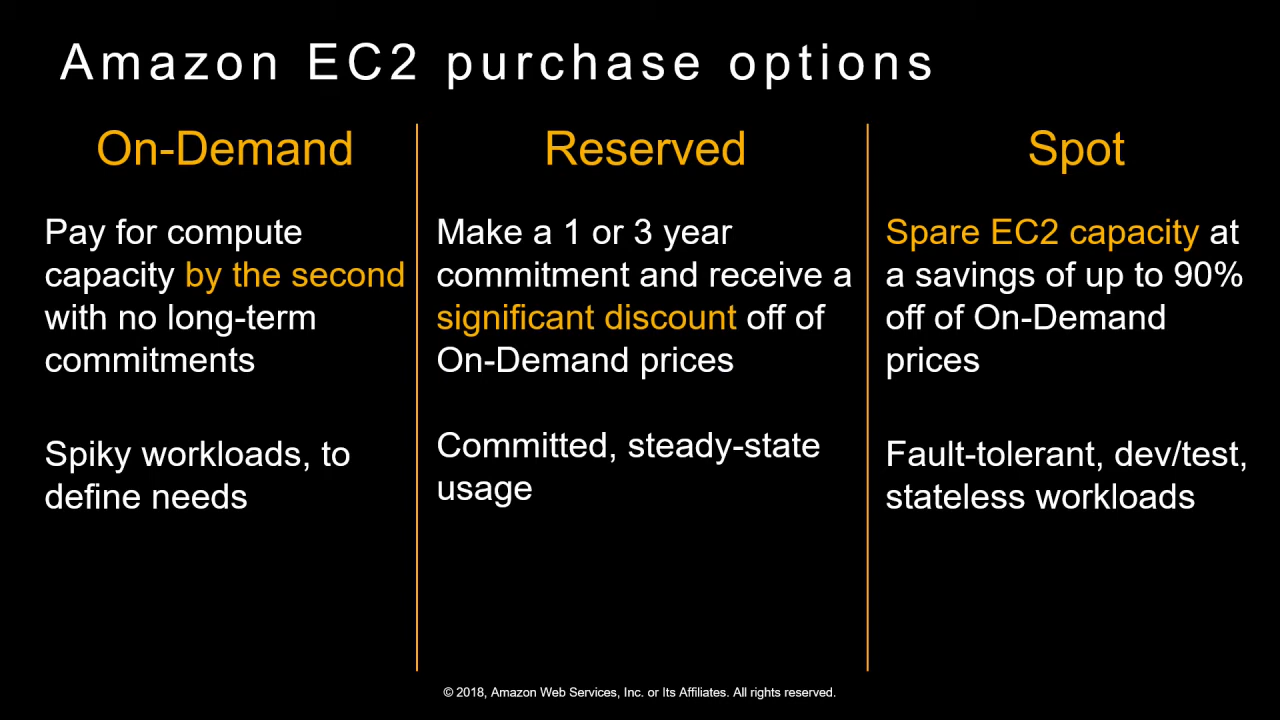 Amazon EC2 purchase options
On-Demand
Pay for compute
capacity by the second
with no long-term
commitments
Spiky workloads, to
define needs
Reserved
Make a 1 or 3 year
commitment and receive a
significant discount off of
On-Demand prices
Committed, steady-state
usage
Spot
Spare EC2 capacity at
a savings of up to 90%
off of On-Demand
prices
Fault-tolerant, dev/test,
stateless workloads
© 2018, Amazon Web Services, Inc. or Its Affiliates. All rights reserved.